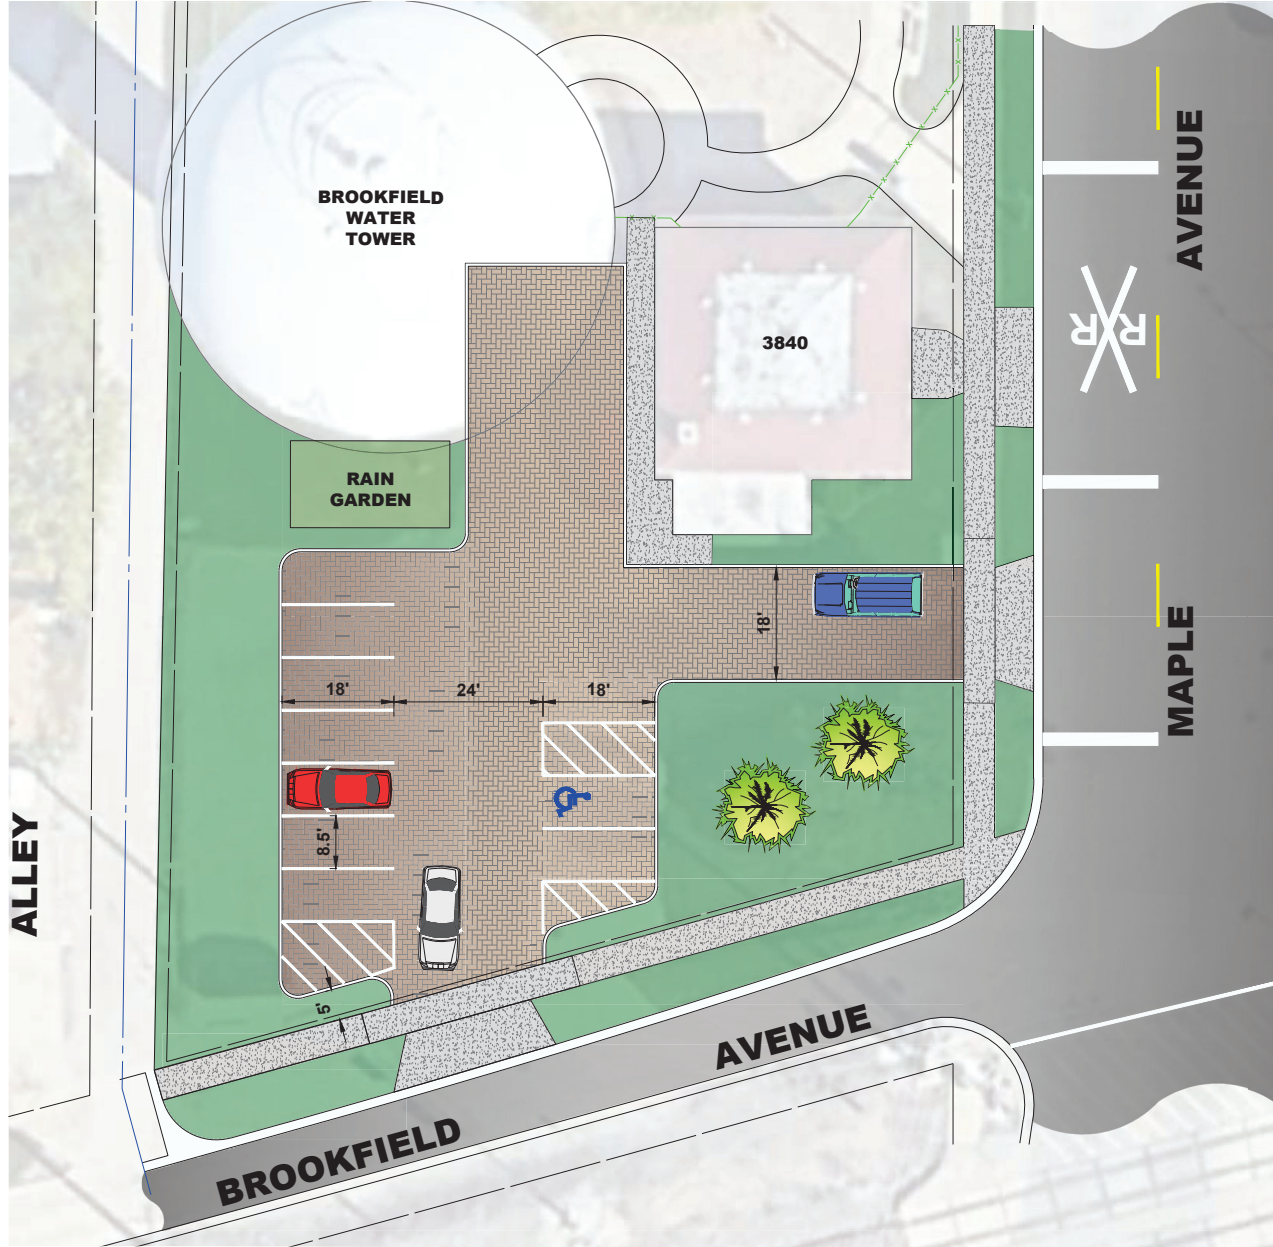 BROOKFIELD
WATER
TOWER
AVENUE
RR
3840
RAIN
GARDEN
18'
18'
24'
18'
MAPLE
8.5'
ALLEY
5'
AVENUE
BROOKFIELD